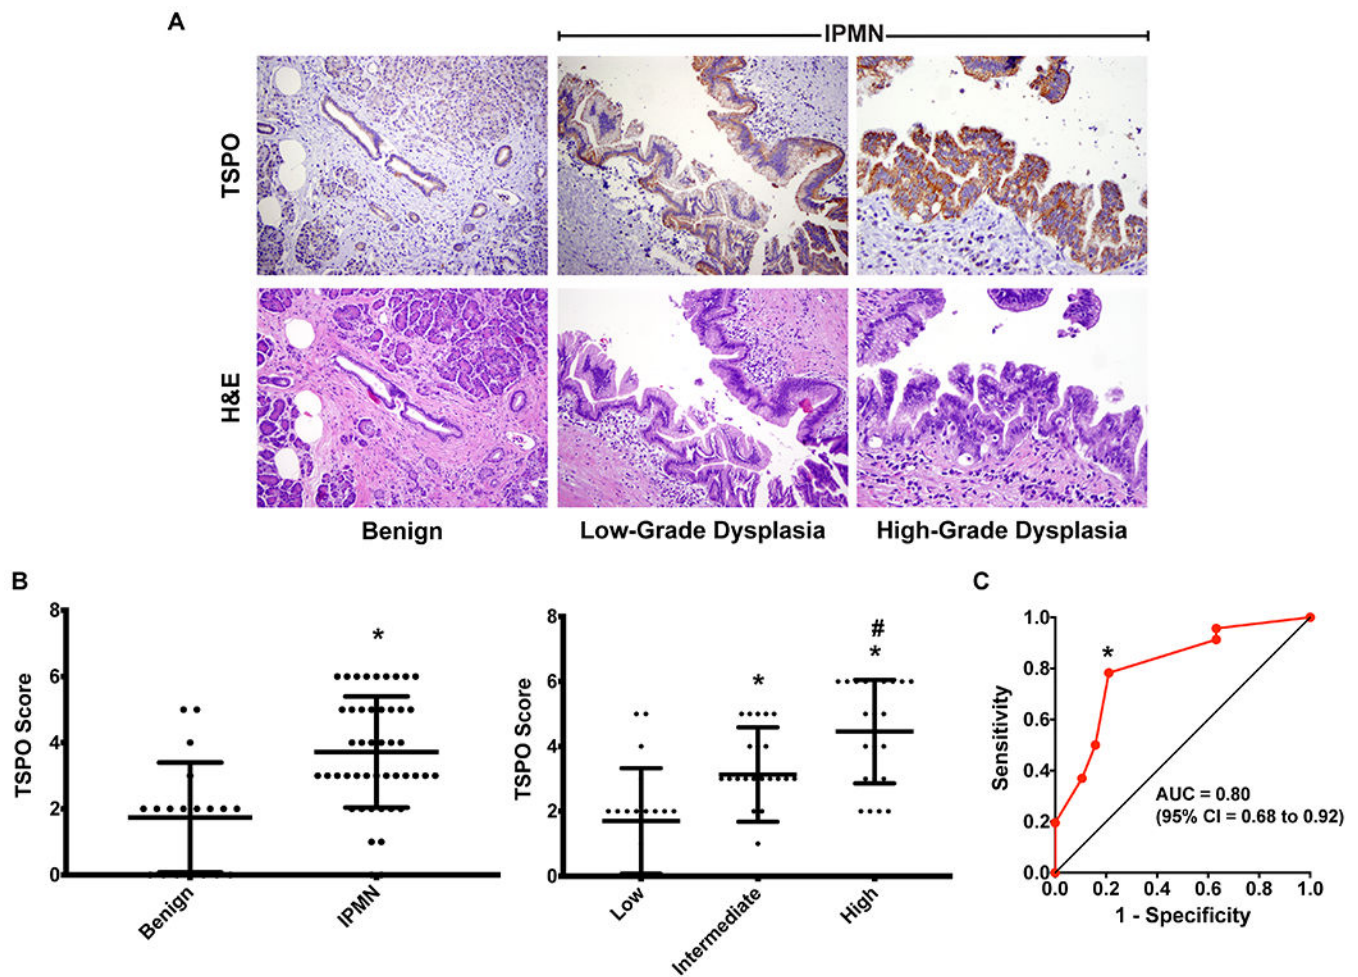 A
IPMN
TSPO
H&E
Benign
Low-Grade Dysplasia
High-Grade Dysplasia
B
8
6
4
2
0
TSPO Score
*
Benign
IPMN
8
6
4
2
0
TSPO Score
*
#
*
Low
Intermediate
High
C
1.0
0.8
0.6
0.4
0.2
0.0
Sensitivity
*
AUC = 0.80
(95% CI = 0.68 to 0.92)
0.0 0.2 0.4 0.6 0.8 1.0
1 - Specificity